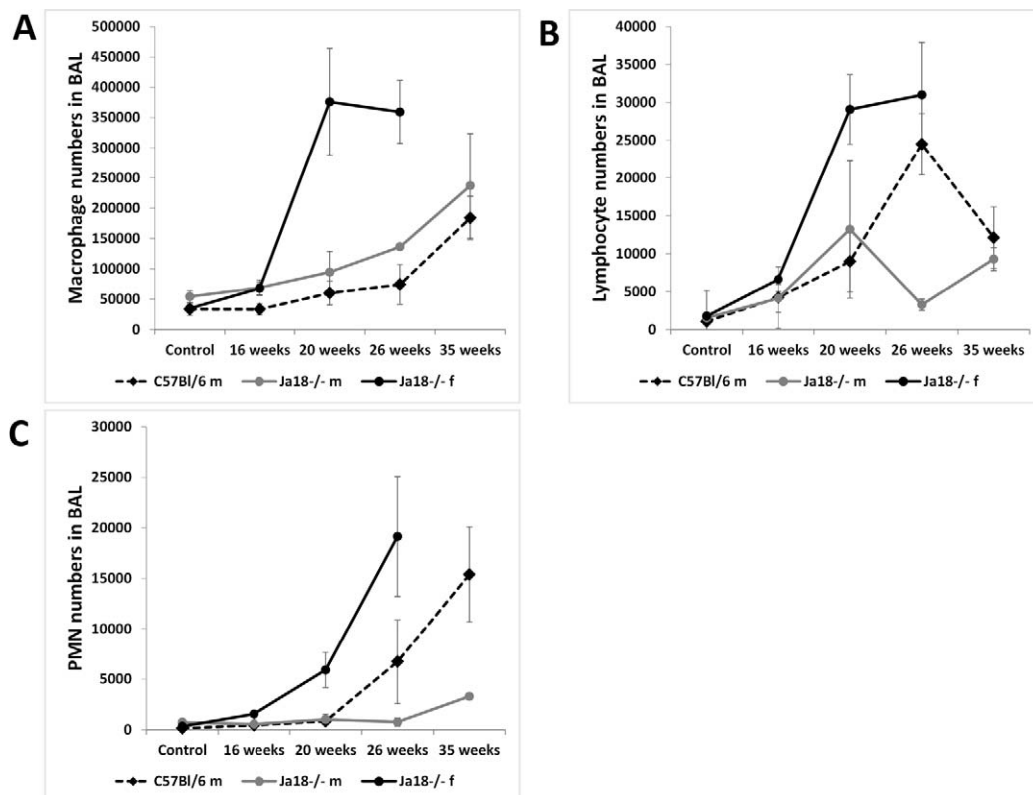 A
Macrophage numbers in BAL
500000
450000
400000
350000
300000
250000
200000
150000
100000
50000
0
Control 16 weeks 20 weeks 26 weeks 35 weeks
C57Bl/6 m Ja18-/- m Ja18-/- f
B
Lymphocyte numbers in BAL
40000
35000
30000
25000
20000
15000
10000
5000
0
Control 16 weeks 20 weeks 26 weeks 35 weeks
C57Bl/6 m Ja18-/- m Ja18-/- f
C
PMN numbers in BAL
30000
25000
20000
15000
10000
5000
0
Control 16 weeks 20 weeks 26 weeks 35 weeks
C57Bl/6 m Ja18-/- m Ja18-/- f